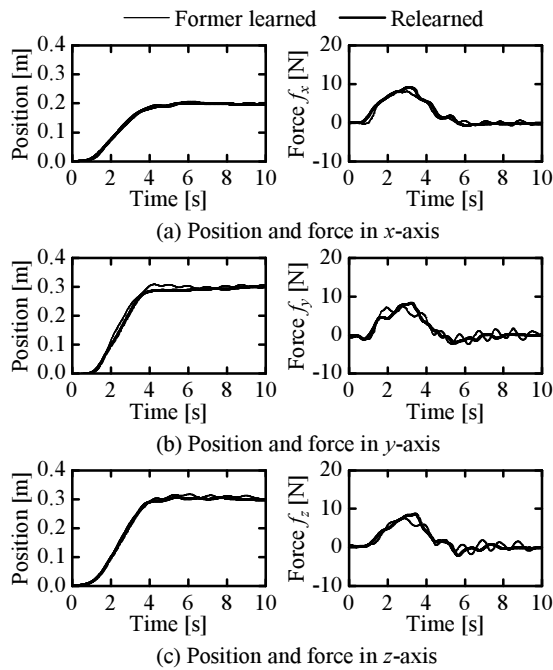 Former learned Relearned
Position [m]
0.4
0.3
0.2
0.1
0.0
0 2 4 6 8 10
Time [s]
Force fx [N]
20
10
0
-10
0 2 4 6 8 10
Time [s]
(a) Position and force in x-axis
Position [m]
0.4
0.3
0.2
0.1
0.0
0 2 4 6 8 10
Time [s]
Force fy [N]
20
10
0
-10
0 2 4 6 8 10
Time [s]
(b) Position and force in y-axis
Position [m]
0.4
0.3
0.2
0.1
0.0
0 2 4 6 8 10
Time [s]
Force fz [N]
20
10
0
-10
0 2 4 6 8 10
Time [s]
(c) Position and force in z-axis